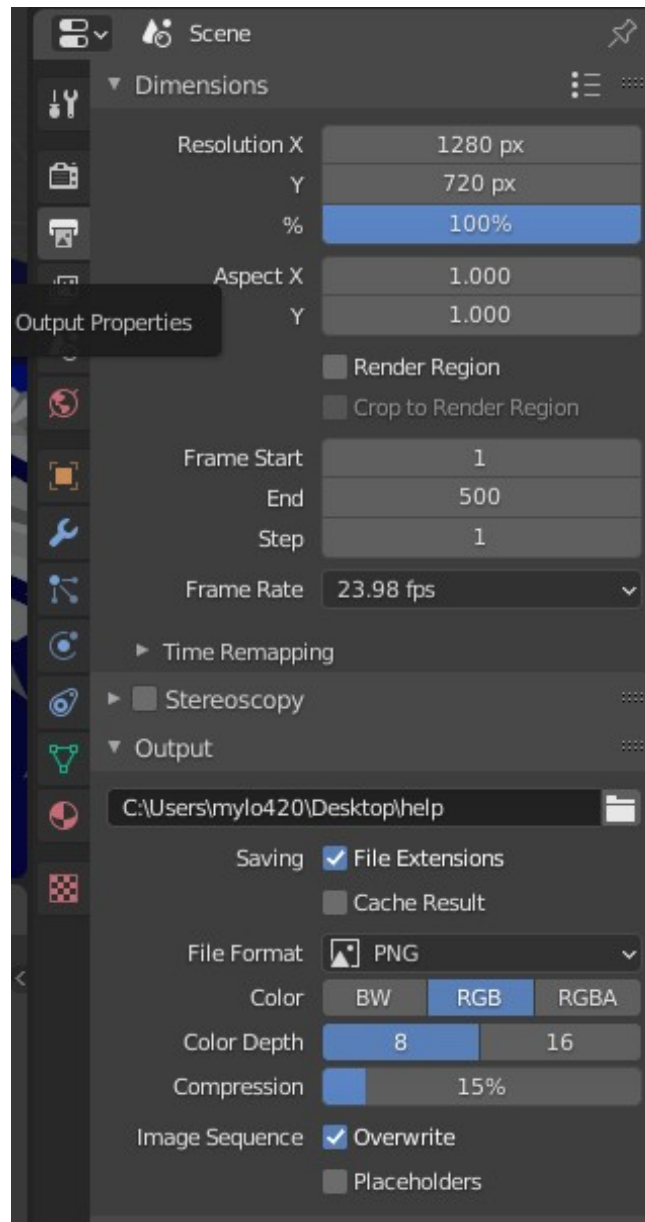 Scene
Dimensions
Resolution X 1280 px
Y 720 px
% 100%
Aspect X 1.000
Output Properties
Y 1.000
Render Region
Crop to Render Region
Frame Start 1
End 500
Step 1
Frame Rate 23.98 fps
Time Remapping
Stereoscopy
Output
C:\Users\mylo420\Desktop\help
Saving File Extensions
Cache Result
File Format PNG
Color BW RGB RGBA
Color Depth 8 16
Compression 15%
Image Sequence Overwrite
Placeholders